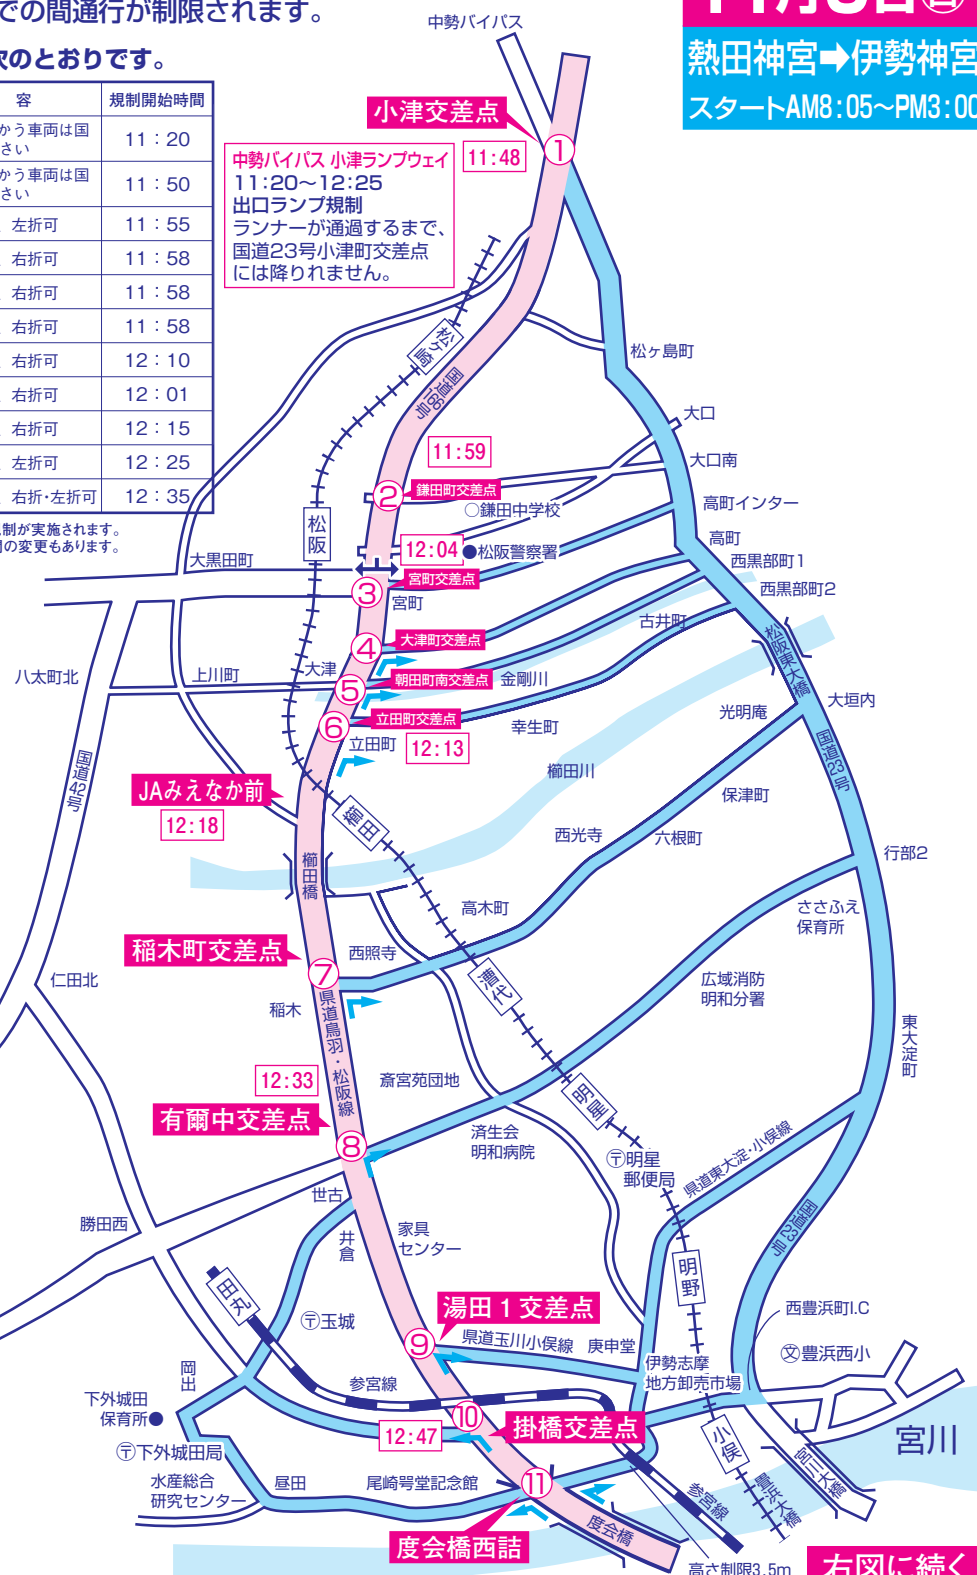 での間通行が制限されます。
次のとおりです。
容 規制開始時間
かう車両は国
さい
11：20
かう車両は国
さい
11：50
左折可 11：55
右折可 11：58
右折可 11：58
右折可 11：58
右折可 12：10
右折可 12：01
右折可 12：15
左折可 12：25
右折・左折可 12：35
規制が実施されます。
間の変更もあります。
11月3日㊐
熱田神宮➡伊勢神宮
スタートAM8:05〜PM3:00
中勢バイパス
小津交差点
①
11:48
中勢バイパス 小津ランプウェイ
11:20〜12:25
出口ランプ規制
ランナーが通過するまで、
国道23号小津町交差点
には降りれません。
松ヶ崎
国道166号
松ヶ島町
大口
大口南
11:59
②
鎌田町交差点
○鎌田中学校
高町インター
松阪
大黒田町
12:04
●松阪警察署
高町
西黒部町1
西黒部町2
宮町交差点
③
宮町
古井町
④
大津町交差点
松阪東大橋
八太町北
上川町
大津
⑤
朝田町南交差点
金剛川
光明庵
大垣内
⑥
立田町交差点
幸生町
立田町
12:13
国道42号
国道23号
櫛田川
JAみえなか前
12:18
櫛田
保津町
西光寺
六根町
櫛田橋
行部2
高木町
ささふえ
保育所
稲木町交差点
西照寺
⑦
漕代
仁田北
稲木
広域消防
明和分署
県道鳥羽・松阪線
東大淀町
12:33
斎宮苑団地
明星
有爾中交差点
⑧
済生会
明和病院
〒明星
郵便局
県道東大淀・小俣線
世古
勝田西
井倉
家具
センター
国道23号
明野
田丸
湯田1交差点
西豊浜町I.C
〒玉城
⑨
県道玉川小俣線
庚申堂
文豊浜西小
伊勢志摩
地方卸売市場
岡出
参宮線
下外城田
保育所●
⑩
掛橋交差点
小俣
宮川
12:47
〒下外城田局
水産総合
研究センター
昼田
尾崎咢堂記念館
⑪
参宮線
豊浜大橋
宮川大橋
度会橋西詰
度会橋
高さ制限3.5m
右図に続く